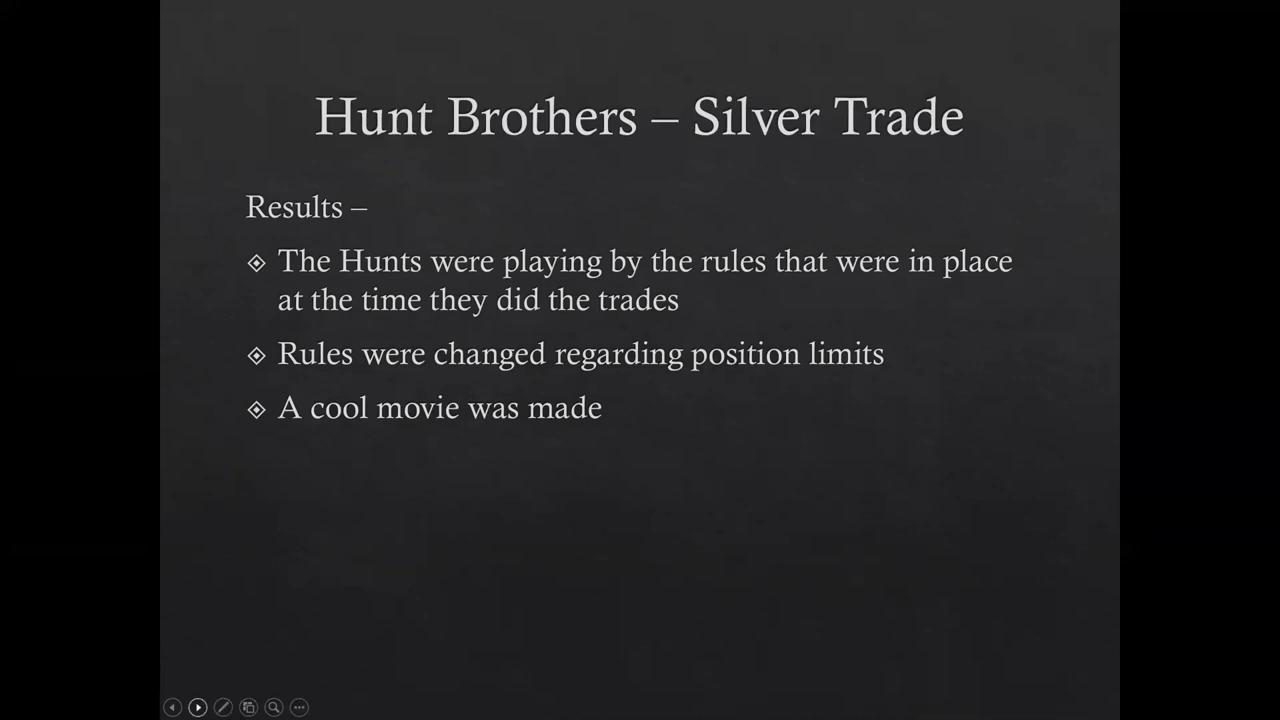 Hunt Brothers – Silver Trade
Results –
The Hunts were playing by the rules that were in place
at the time they did the trades
Rules were changed regarding position limits
A cool movie was made